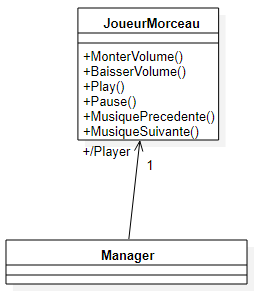 JoueurMorceau
+MonterVolume()
+BaisserVolume()
+Play()
+Pause()
+MusiquePrecedente()
+MusiqueSuivante()
+/Player
1
Manager